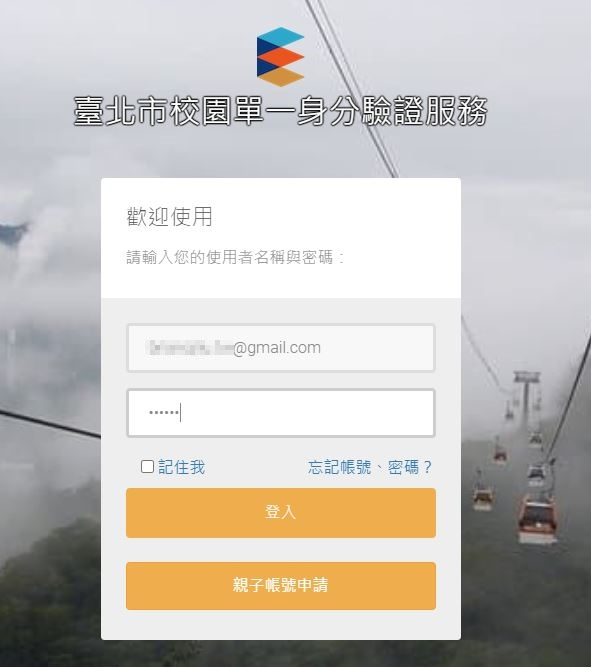 臺北市校園單一身分驗證服務
歡迎使用
請輸入您的使用者名稱與密碼：
@gmail.com
••••••
記住我 忘記帳號、密碼？
登入
親子帳號申請